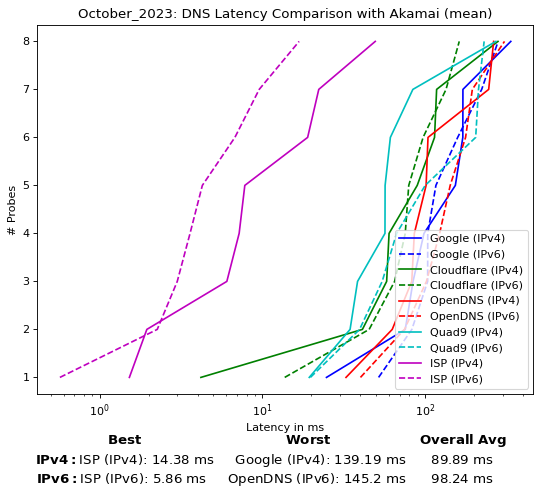 October_2023: DNS Latency Comparison with Akamai (mean)
# Probes
8
7
6
5
4
3
2
1
Google (IPv4)
Google (IPv6)
Cloudflare (IPv4)
Cloudflare (IPv6)
OpenDNS (IPv4)
OpenDNS (IPv6)
Quad9 (IPv4)
Quad9 (IPv6)
ISP (IPv4)
ISP (IPv6)
10⁰ 10¹ 10²
Latency in ms
Best Worst Overall Avg
IPv4: ISP (IPv4): 14.38 ms Google (IPv4): 139.19 ms 89.89 ms
IPv6: ISP (IPv6): 5.86 ms OpenDNS (IPv6): 145.2 ms 98.24 ms